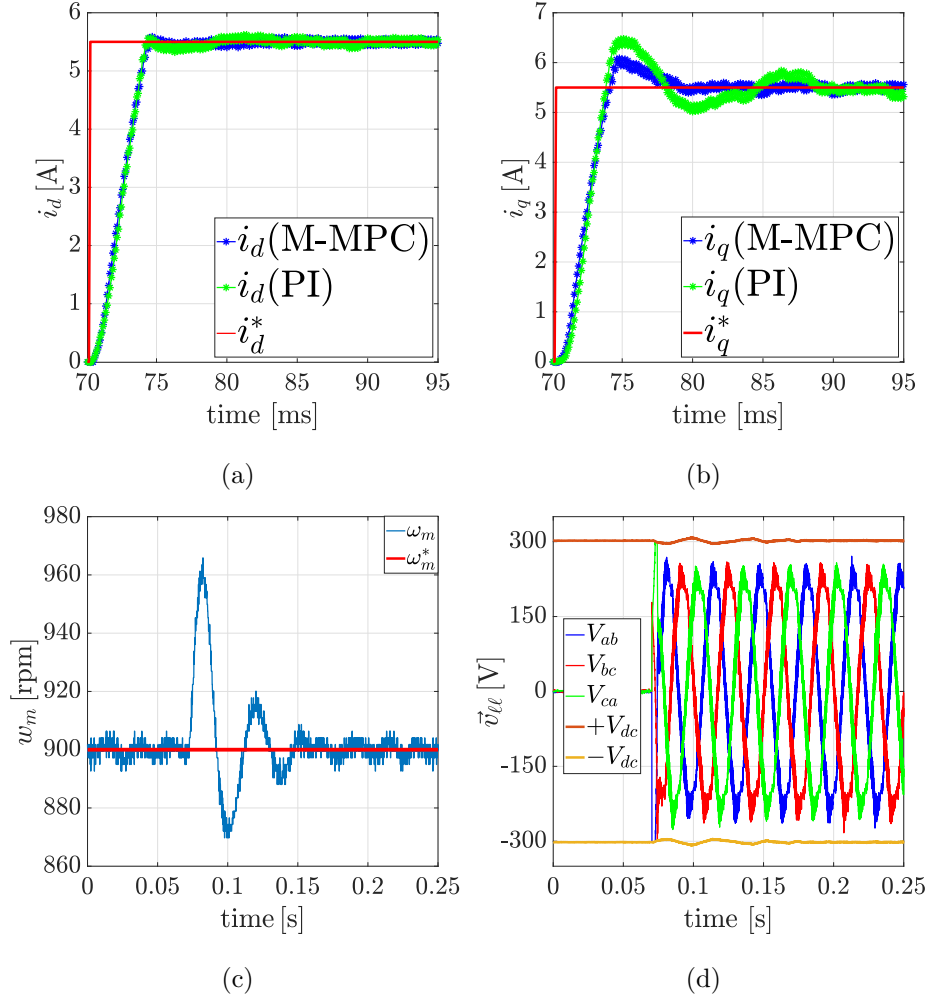 6
5
4
3
2
1
0
i_d [A]
i_d(M-MPC)
i_d(PI)
i_d^*
70 75 80 85 90 95
time [ms]
(a)
7
6
5
4
3
2
1
0
i_q [A]
i_q(M-MPC)
i_q(PI)
i_q^*
70 75 80 85 90 95
time [ms]
(b)
980
960
940
920
900
880
860
w_m [rpm]
ω_m
ω_m^*
0 0.05 0.1 0.15 0.2 0.25
time [s]
(c)
300
150
0
-150
-300
v⃗_ℓℓ [V]
V_ab
V_bc
V_ca
+V_dc
−V_dc
0 0.05 0.1 0.15 0.2 0.25
time [s]
(d)